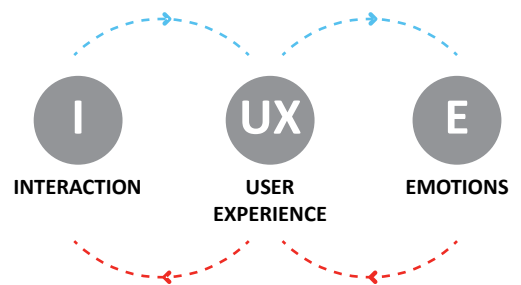 I UX E
INTERACTION USER EMOTIONS
EXPERIENCE